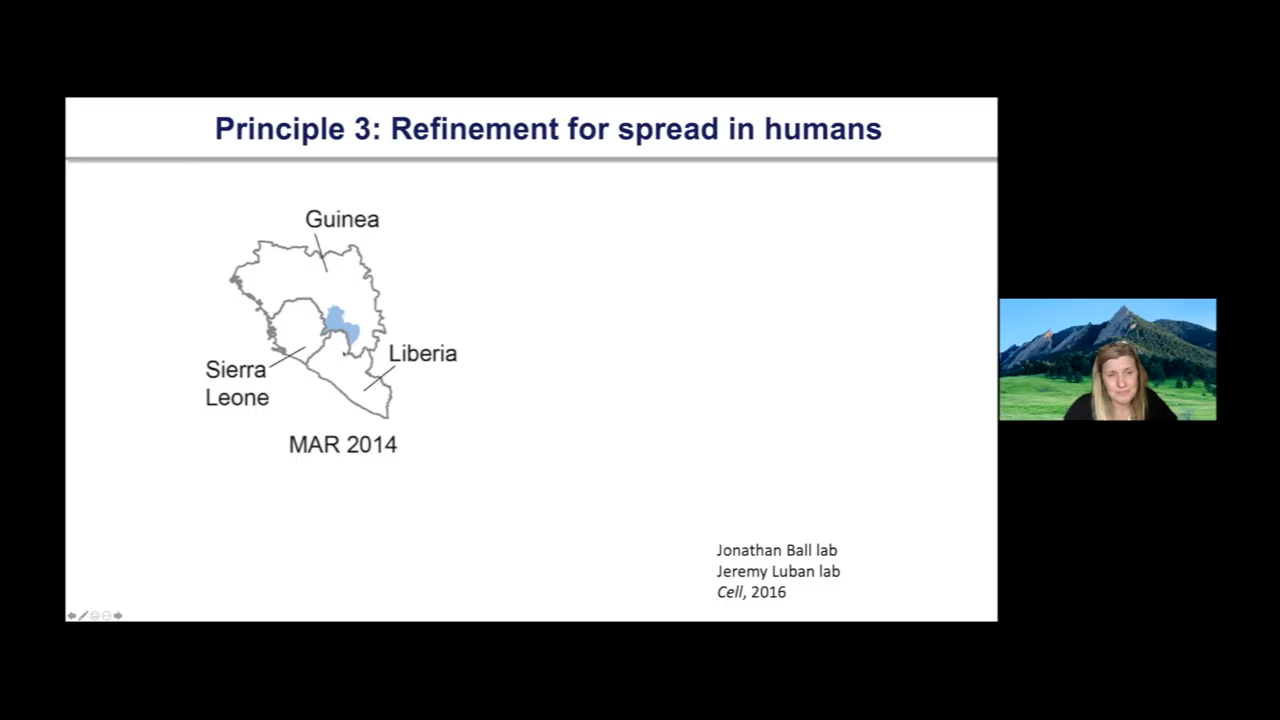 Principle 3: Refinement for spread in humans
Guinea
Liberia
Sierra
Leone
MAR 2014
Jonathan Ball lab
Jeremy Luban lab
Cell, 2016